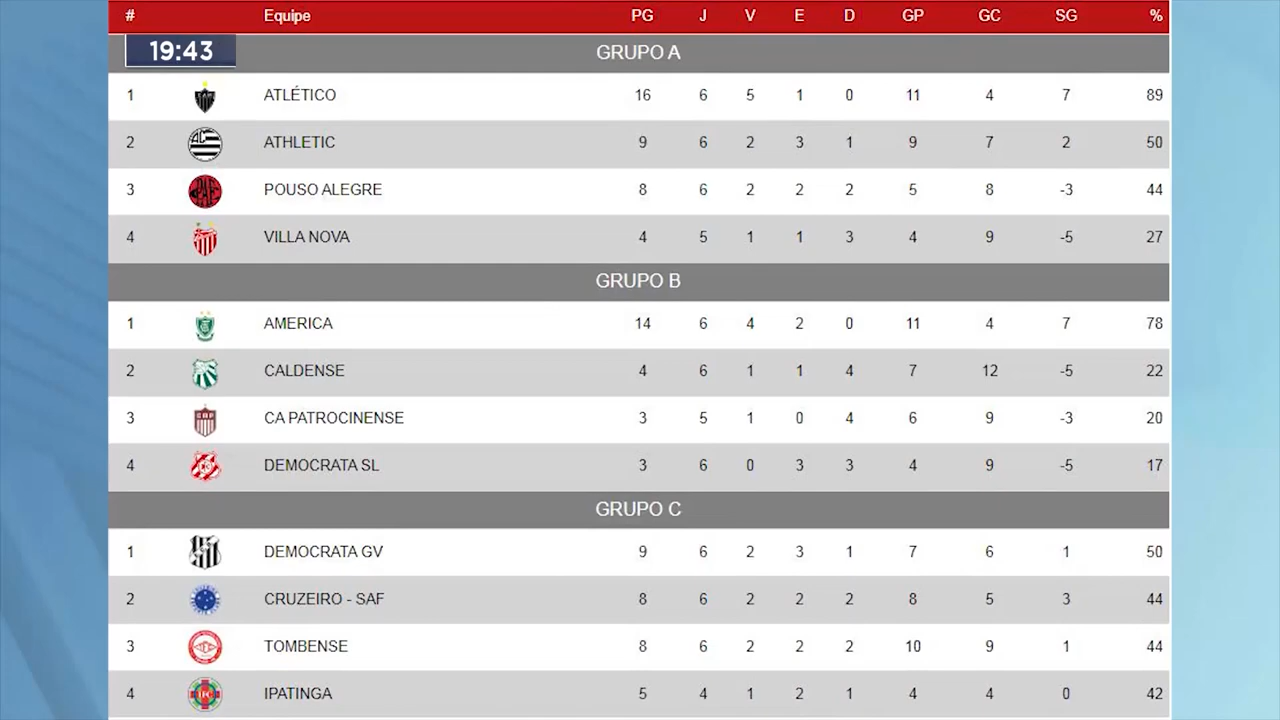 # Equipe PG J V E D GP GC SG %
19:43
GRUPO A
1 ATLÉTICO 16 6 5 1 0 11 4 7 89
2 ATHLETIC 9 6 2 3 1 9 7 2 50
3 POUSO ALEGRE 8 6 2 2 2 5 8 -3 44
4 VILLA NOVA 4 5 1 1 3 4 9 -5 27
GRUPO B
1 AMERICA 14 6 4 2 0 11 4 7 78
2 CALDENSE 4 6 1 1 4 7 12 -5 22
3 CA PATROCINENSE 3 5 1 0 4 6 9 -3 20
4 DEMOCRATA SL 3 6 0 3 3 4 9 -5 17
GRUPO C
1 DEMOCRATA GV 9 6 2 3 1 7 6 1 50
2 CRUZEIRO - SAF 8 6 2 2 2 8 5 3 44
3 TOMBENSE 8 6 2 2 2 10 9 1 44
4 IPATINGA 5 4 1 2 1 4 4 0 42